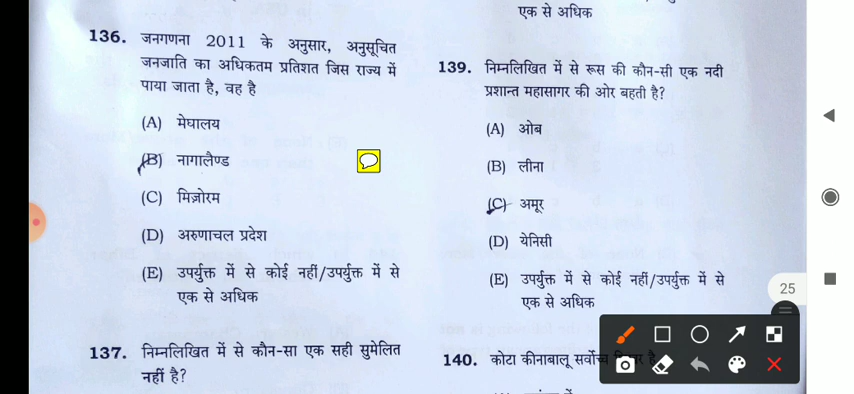 136. जनगणना 2011 के अनुसार, अनुसूचित
जनजाति का अधिकतम प्रतिशत जिस राज्य में
पाया जाता है, वह है
(A) मेघालय
(B) नागालैण्ड
(C) मिज़ोरम
(D) अरुणाचल प्रदेश
(E) उपर्युक्त में से कोई नहीं/उपर्युक्त में से
एक से अधिक
137. निम्नलिखित में से कौन-सा एक सही सुमेलित
नहीं है?
एक से अधिक
139. निम्नलिखित में से रूस की कौन-सी एक नदी
प्रशान्त महासागर की ओर बहती है?
(A) ओब
(B) लीना
(C) अमूर
(D) येनिसी
(E) उपर्युक्त में से कोई नहीं/उपर्युक्त में से
एक से अधिक
140. कोटा कीनाबालू सर्वोच्च
25